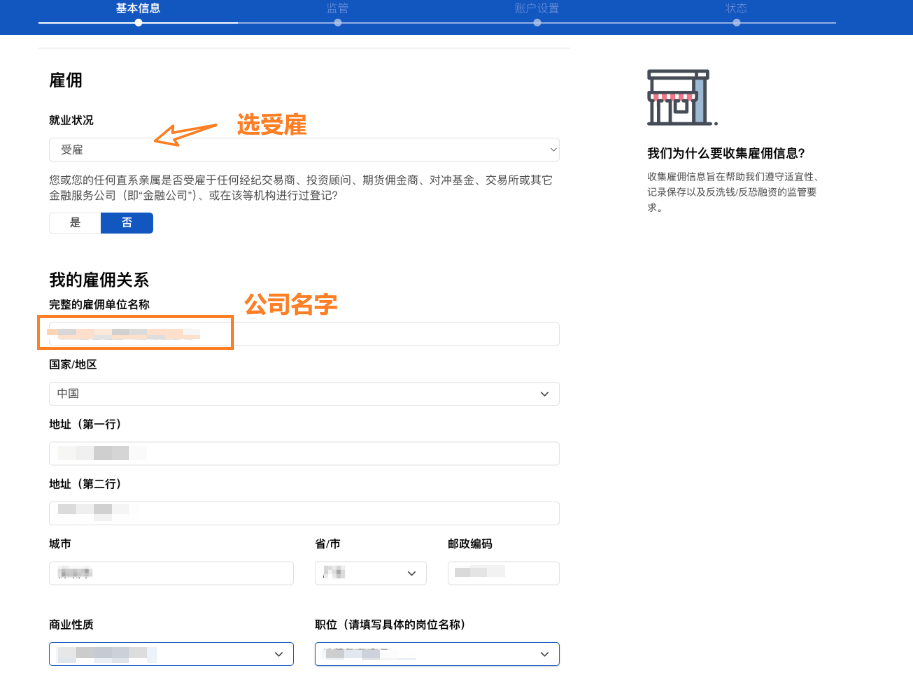 基本信息
监管
账户设置
状态
雇佣
就业状况
选受雇
受雇
您或您的任何直系亲属是否受雇于任何经纪交易商、投资顾问、期货佣金商、对冲基金、交易所或其它
金融服务公司（即“金融公司”）、或在该等机构进行过登记?
是
否
我们为什么要收集雇佣信息?
收集雇佣信息旨在帮助我们遵守适宜性、
记录保存以及反洗钱/反恐融资的监管要
求。
我的雇佣关系
完整的雇佣单位名称
公司名字
国家/地区
中国
地址（第一行）
地址（第二行）
城市
省/市
邮政编码
商业性质
职位（请填写具体的岗位名称）